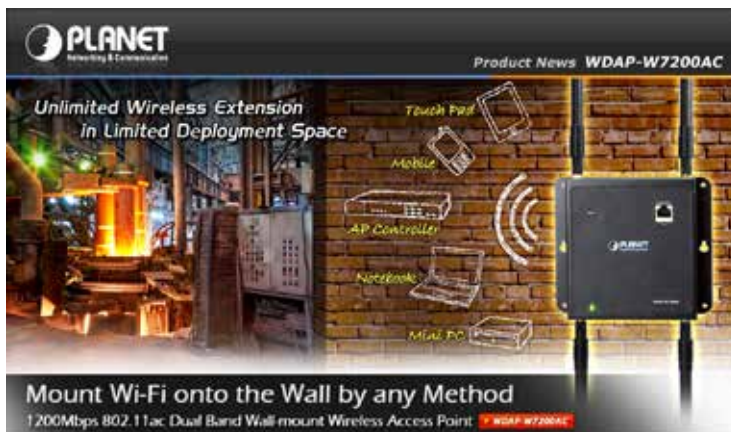 PLANET
Networking & Communication
Product News WDAP-W7200AC
Unlimited Wireless Extension
in Limited Deployment Space
Touch Pad
Mobile
AP Controller
Notebook
Mini PC
PLANET
Mount Wi-Fi onto the Wall by any Method
1200Mbps 802.11ac Dual Band Wall-mount Wireless Access Point
WDAP-W7200AC